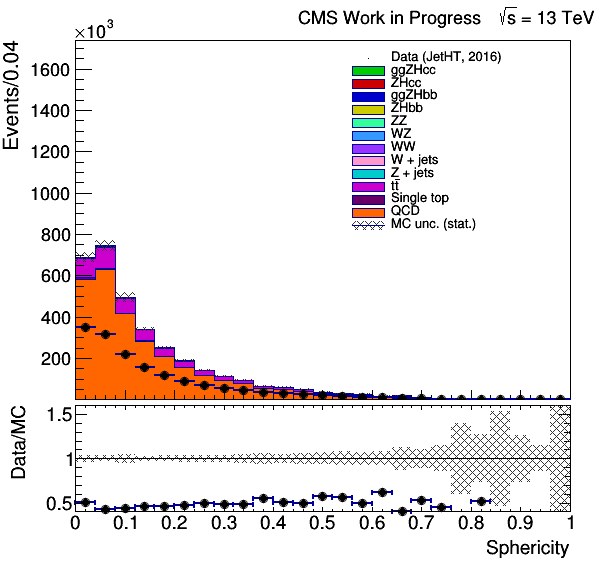 CMS Work in Progress √s = 13 TeV
×10³
Events/0.04
1600
1400
1200
1000
800
600
400
200
Data (JetHT, 2016)
ggZHcc
ZHcc
ggZHbb
ZHbb
ZZ
WZ
WW
W + jets
Z + jets
tt̄
Single top
QCD
MC unc. (stat.)
Data/MC
1.5
1
0.5
0 0.1 0.2 0.3 0.4 0.5 0.6 0.7 0.8 0.9 1
Sphericity